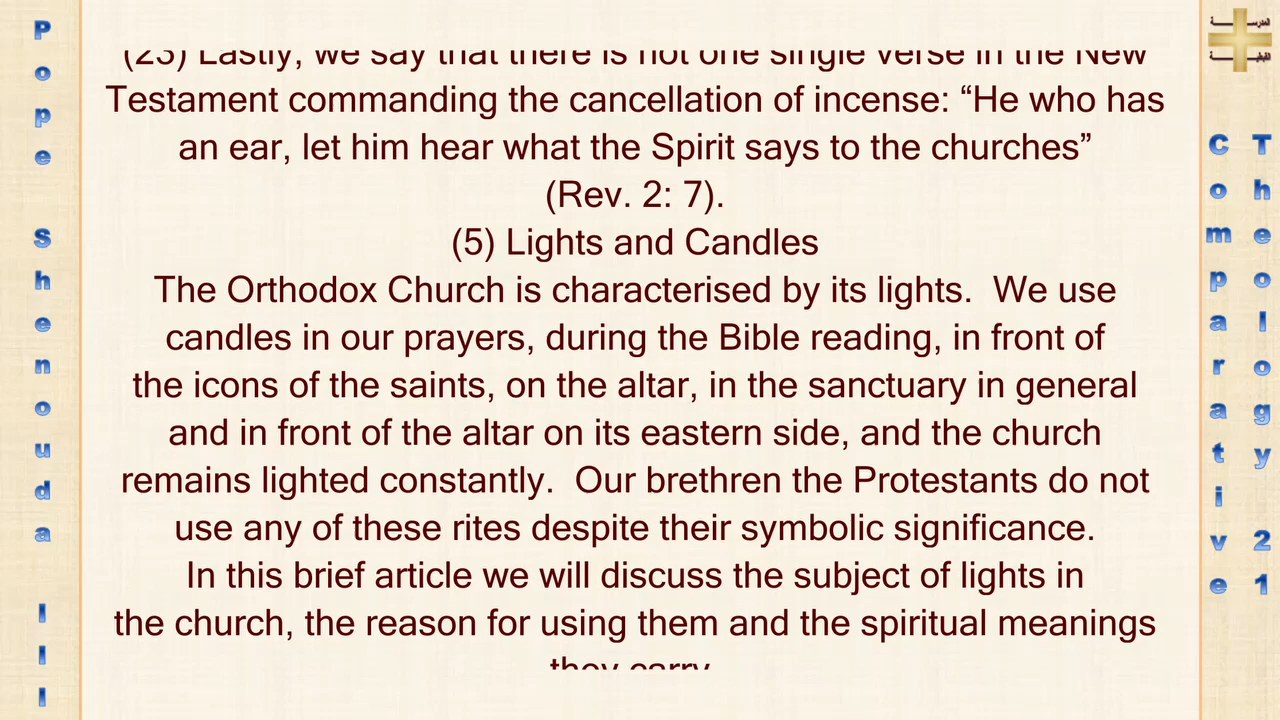 Pope Shenouda III
(23) Lastly, we say that there is not one single verse in the New
Testament commanding the cancellation of incense: “He who has
an ear, let him hear what the Spirit says to the churches”
(Rev. 2: 7).
(5) Lights and Candles
The Orthodox Church is characterised by its lights.  We use
candles in our prayers, during the Bible reading, in front of
the icons of the saints, on the altar, in the sanctuary in general
and in front of the altar on its eastern side, and the church
remains lighted constantly.  Our brethren the Protestants do not
use any of these rites despite their symbolic significance.
In this brief article we will discuss the subject of lights in
the church, the reason for using them and the spiritual meanings
they carry
Comparative
Theology 21